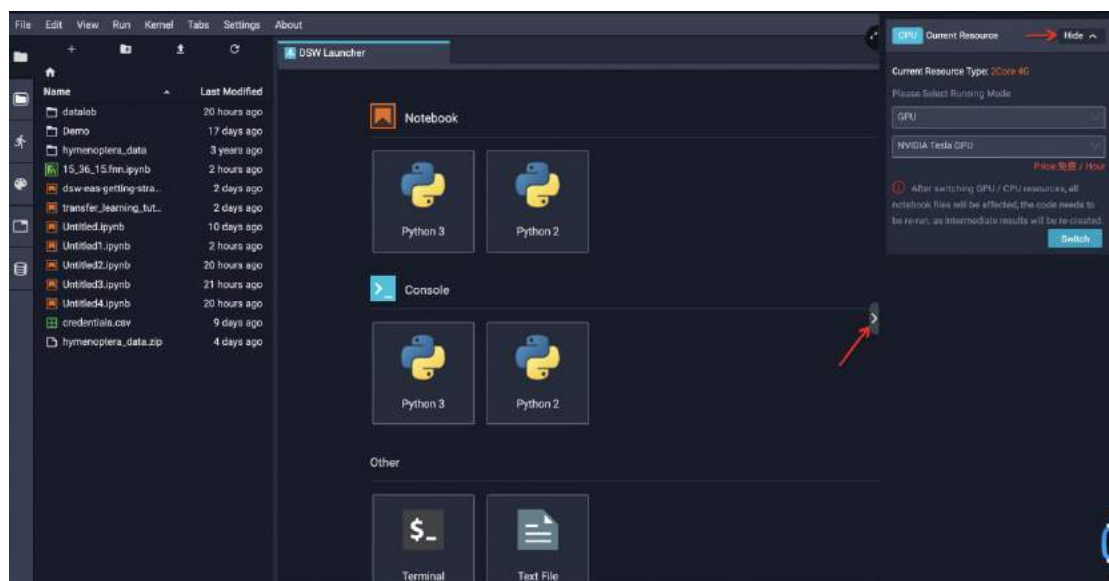 File Edit View Run Kernel Tabs Settings About
DSW Launcher
Name Last Modified
datalab 20 hours ago
Demo 17 days ago
hymenoptera_data 3 years ago
15_36_15.fnn.ipynb 2 hours ago
dsw-eas-getting-stra... 2 days ago
transfer_learning_tut... 2 days ago
Untitled.ipynb 10 days ago
Untitled1.ipynb 2 hours ago
Untitled2.ipynb 20 hours ago
Untitled3.ipynb 21 hours ago
Untitled4.ipynb 20 hours ago
credentials.csv 9 days ago
hymenoptera_data.zip 4 days ago
Notebook
Python 3 Python 2
Console
Python 3 Python 2
Other
$_
Terminal Text File
CPU Current Resource Hide
Current Resource Type: 2Core 4G
Please Select Running Mode
GPU
NVIDIA Tesla GPU
Price:免费 / Hour
After switching GPU / CPU resources, all
notebook files will be affected, the code needs to
be re-run, as intermediate results will be re-created.
Switch